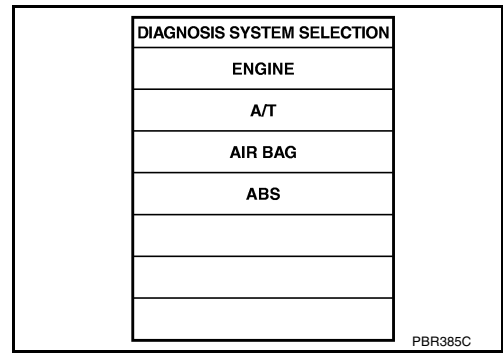 DIAGNOSIS SYSTEM SELECTION
ENGINE
A/T
AIR BAG
ABS
PBR385C